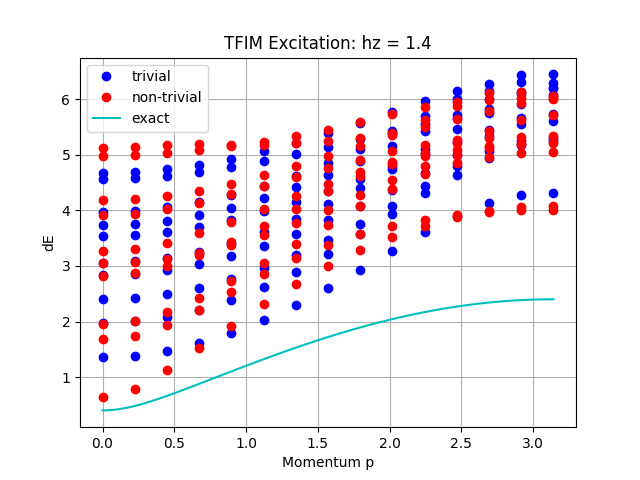 TFIM Excitation: hz = 1.4
trivial
non-trivial
exact
dE
6
5
4
3
2
1
0.0 0.5 1.0 1.5 2.0 2.5 3.0
Momentum p